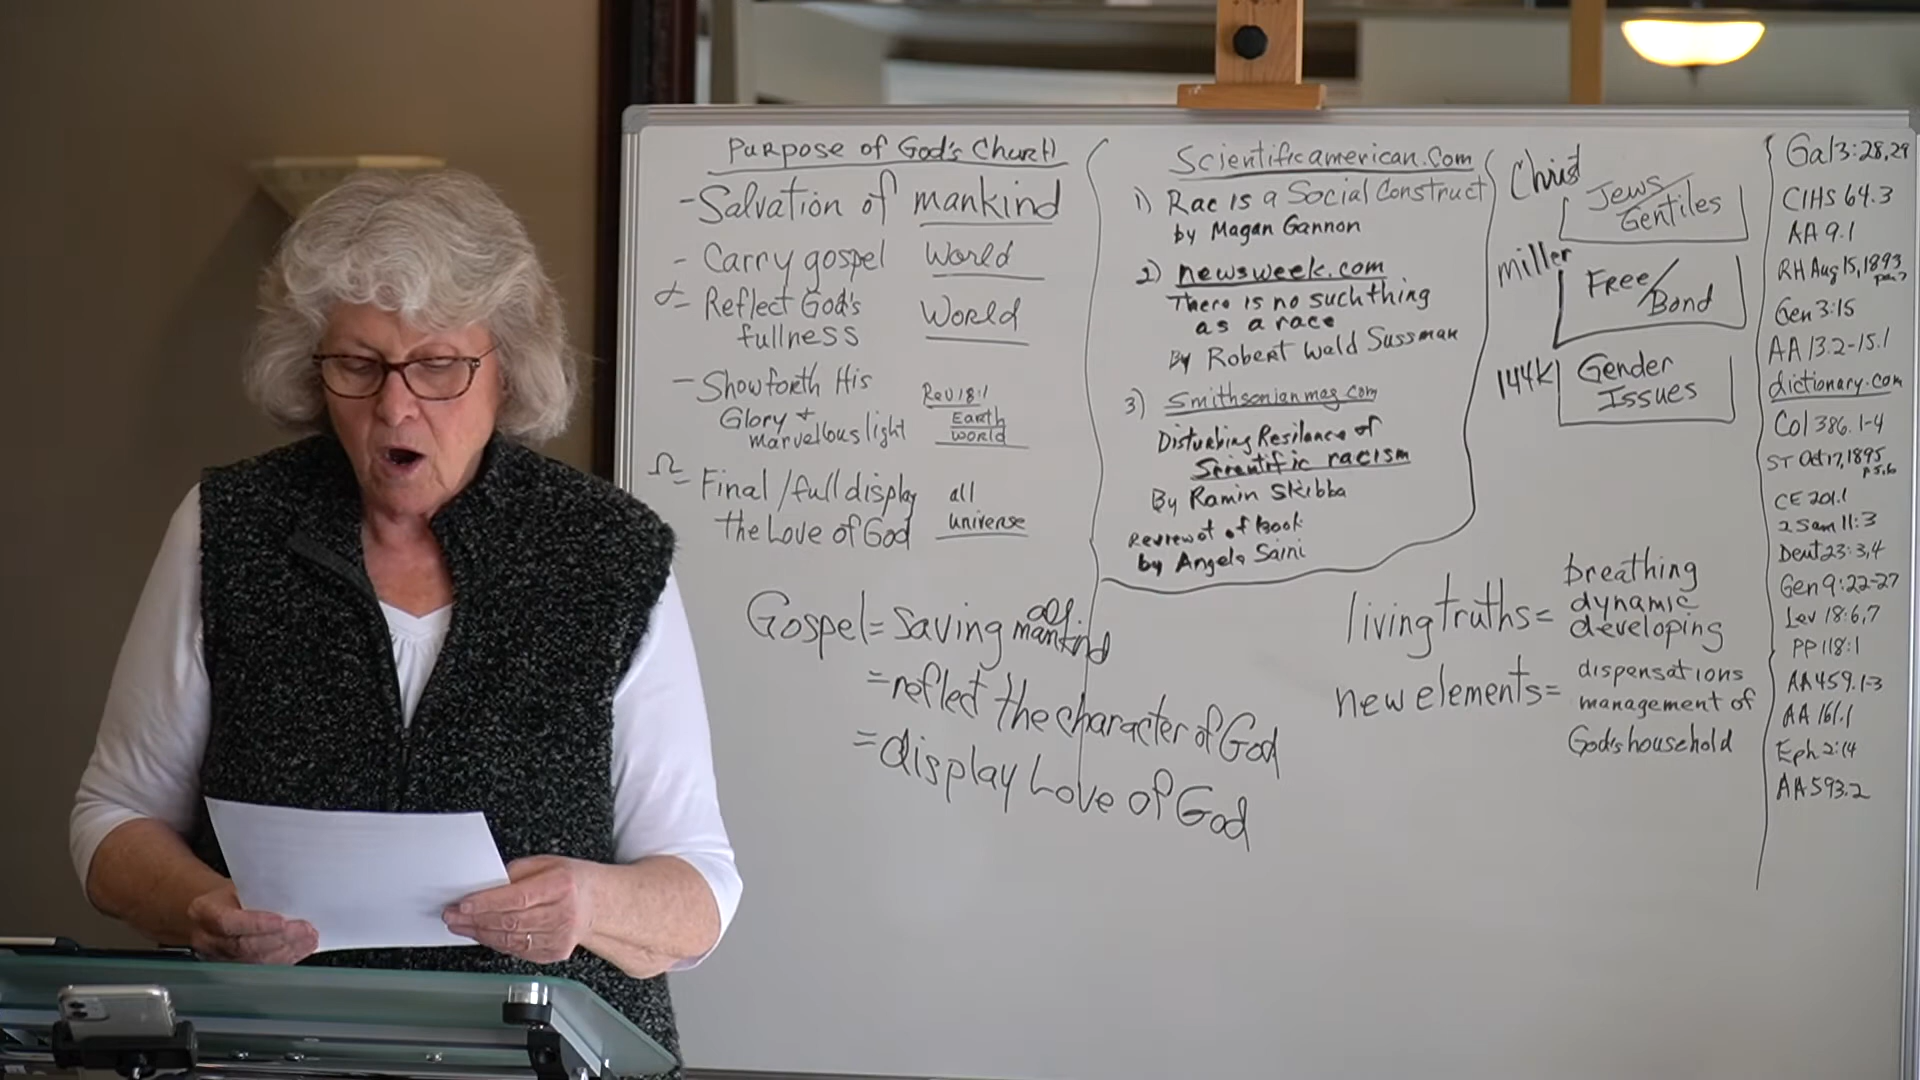 Purpose of God's Church
- Salvation of mankind
- Carry gospel World
α- Reflect God's World
fullness
- Show forth His Rev 18:1
Glory + Earth
marvellous light world
Ω- Final / full display all
the Love of God universe
Gospel = saving all mankind
= reflect the character of God
= display Love of God
Scientificamerican.com
1) Rac is a Social Construct
by Magan Gannon
2) newsweek.com
There is no such thing
as a race
By Robert Wald Sussman
3) Smithsonianmag.com
Disturbing Resilance of
Scientific racism
By Ramin Skibba
of book
by Angela Saini
Christ Jews/
Gentiles
miller Free/
Bond
144K Gender
Issues
living truths = breathing
dynamic
developing
new elements = dispensations
management of
God's household
Gal 3:28,29
CIHS 64.3
AA 9.1
RH Aug 15, 1893
Gen 3:15
AA 13.2-15.1
dictionary.com
Col 386.1-4
ST Oct 17, 1895
p 5,6
CE 201.1
2 Sam 11:3
Deut 23:3,4
Gen 9:22-27
Lev 18:6,7
PP 118:1
AA 459.1-3
AA 161.1
Eph 2:14
AA 593.2